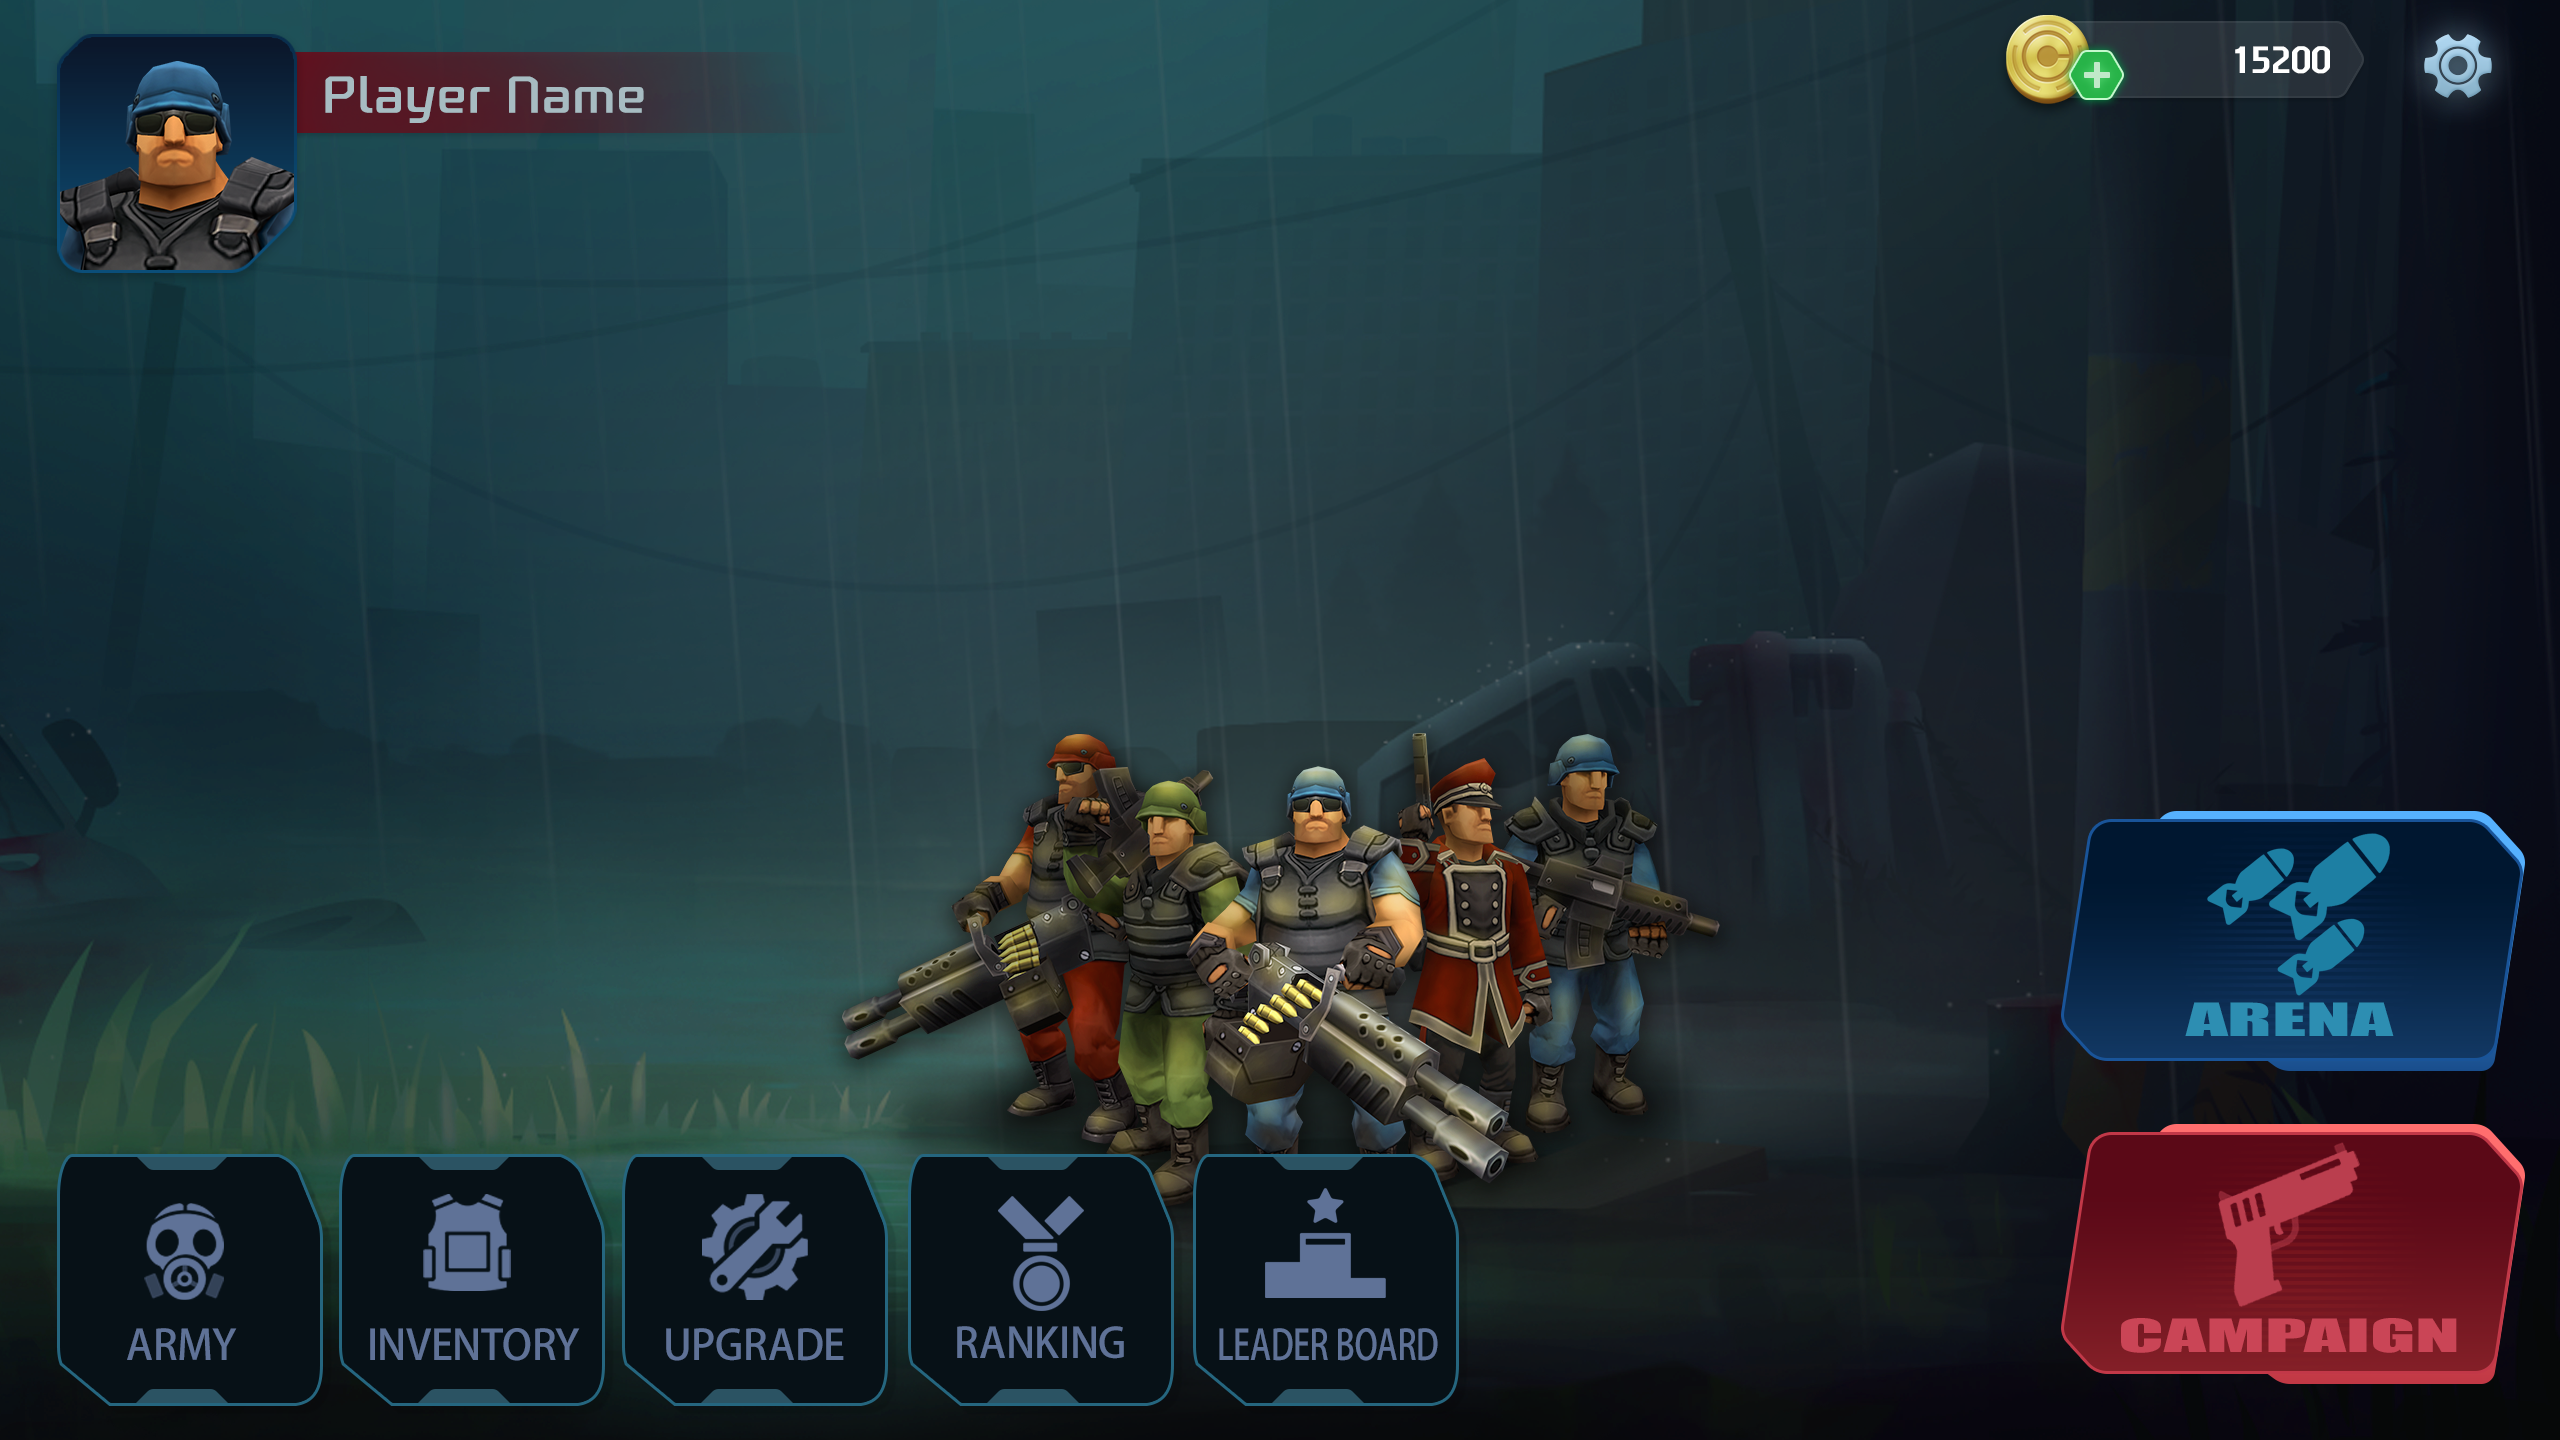 Player Name
15200
ARENA
CAMPAIGN
ARMY
INVENTORY
UPGRADE
RANKING
LEADER BOARD